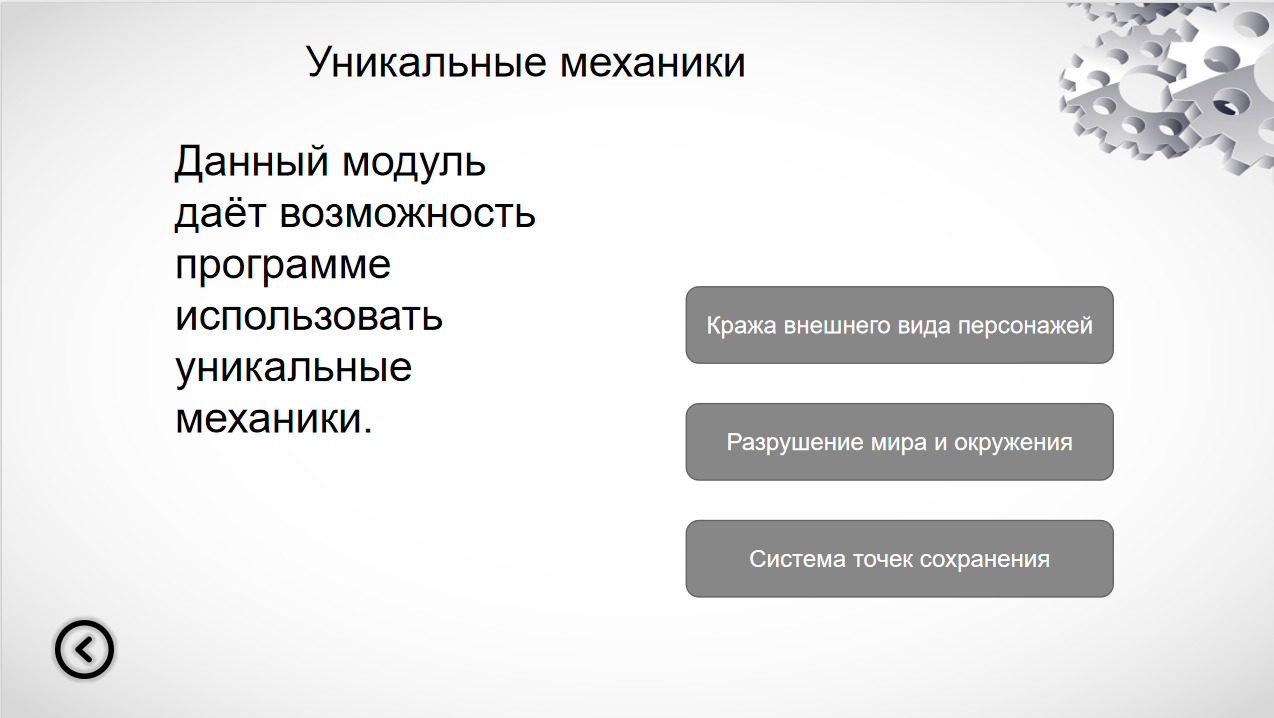 Уникальные механики
Данный модуль
даёт возможность
программе
использовать
уникальные
механики.
Кража внешнего вида персонажей
Разрушение мира и окружения
Система точек сохранения